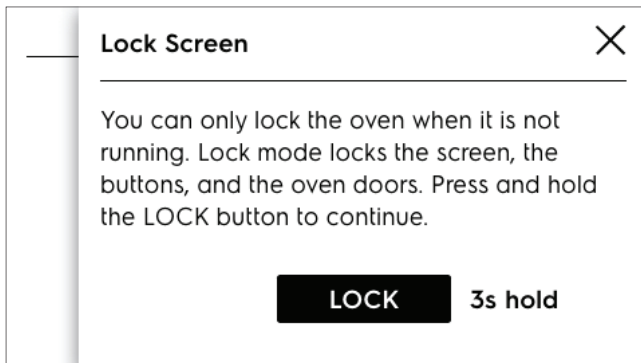 Lock Screen
You can only lock the oven when it is not
running. Lock mode locks the screen, the
buttons, and the oven doors. Press and hold
the LOCK button to continue.
LOCK 3s hold